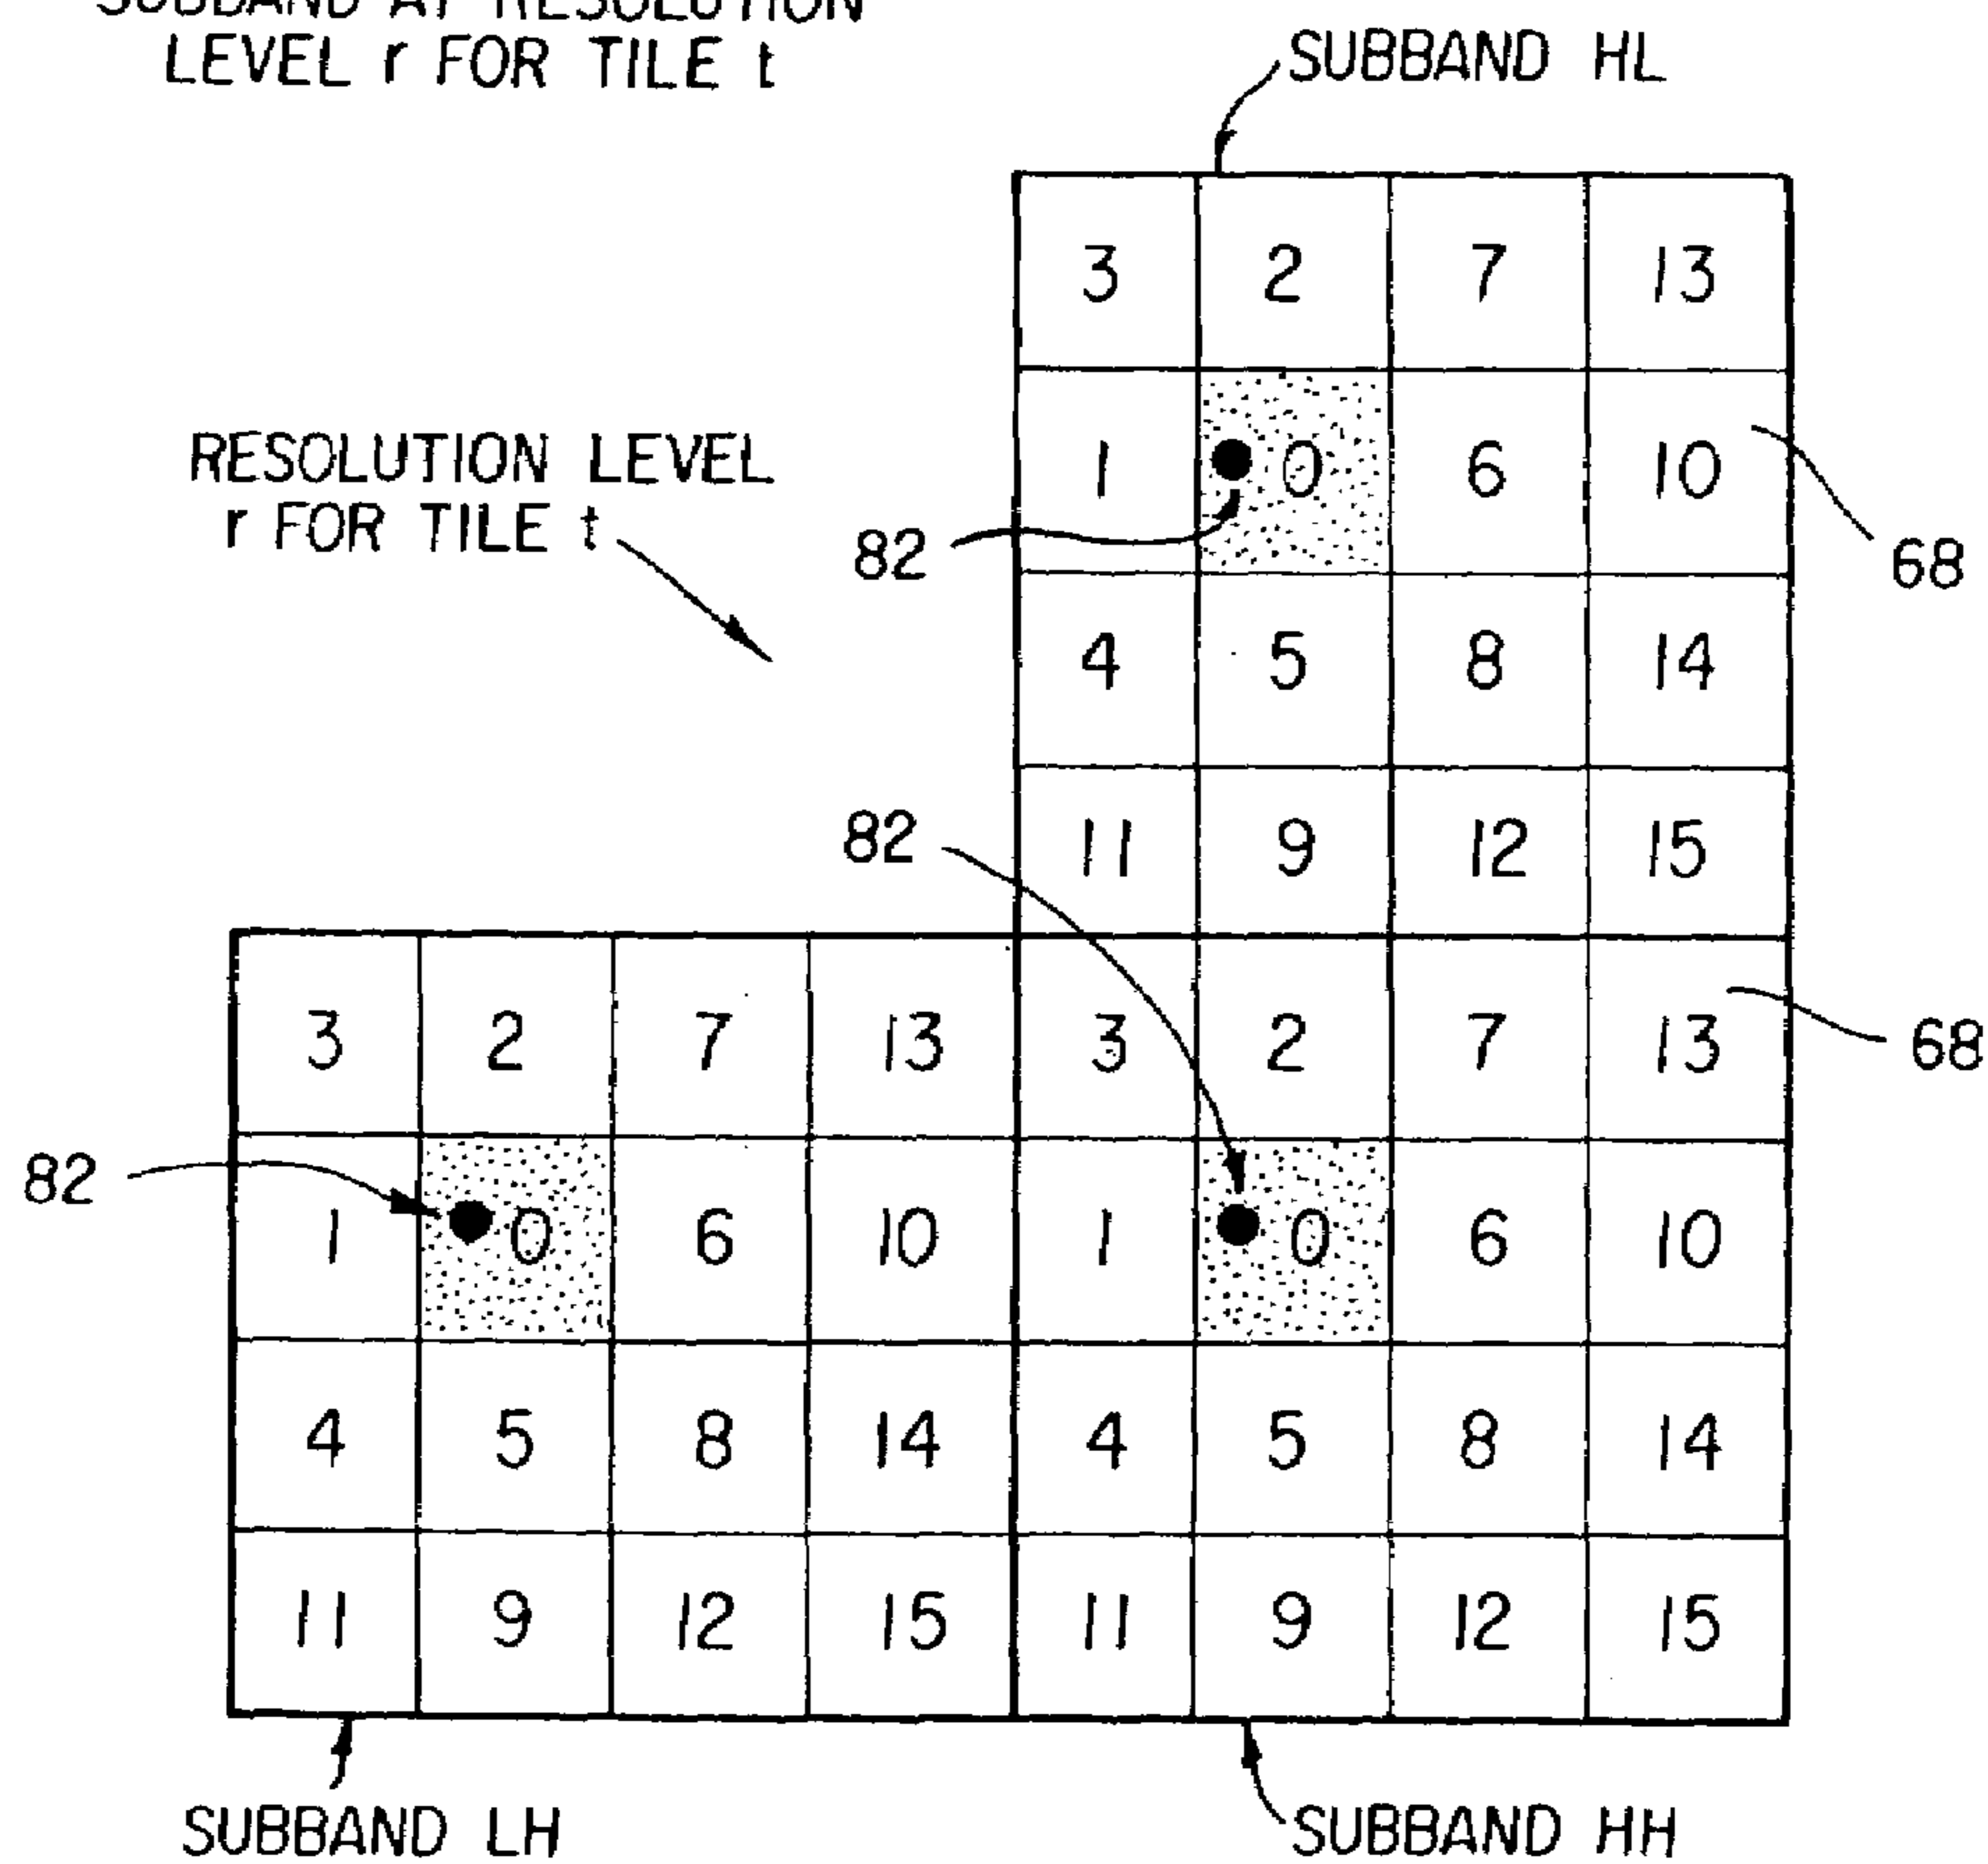 SUBBAND AT RESOLUTION
LEVEL r FOR TILE t
SUBBAND HL
3 2 7 13
RESOLUTION LEVEL
r FOR TILE t
1 0 6 10
82
68
4 5 8 14
82
11 9 12 15
3 2 7 13 3 2 7 13
68
82
1 0 6 10 1 0 6 10
4 5 8 14 4 5 8 14
11 9 12 15 11 9 12 15
SUBBAND LH
SUBBAND HH